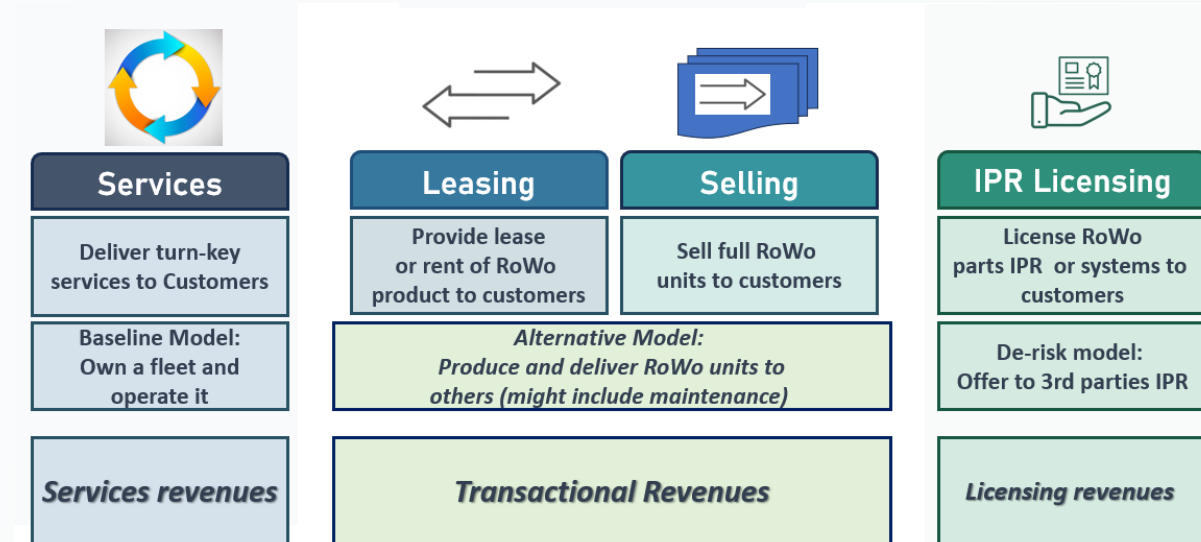 Services
Leasing
Selling
IPR Licensing
Deliver turn-key
services to Customers
Provide lease
or rent of RoWo
product to customers
Sell full RoWo
units to customers
License RoWo
parts IPR or systems to
customers
Baseline Model:
Own a fleet and
operate it
Alternative Model:
Produce and deliver RoWo units to
others (might include maintenance)
De-risk model:
Offer to 3rd parties IPR
Services revenues
Transactional Revenues
Licensing revenues